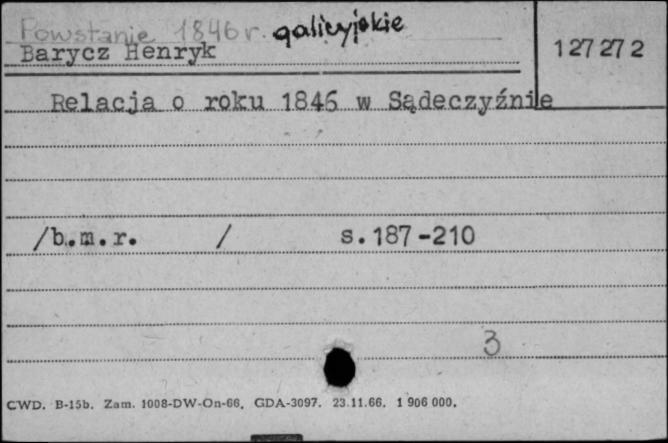 Powstanie 1846 r. galicyjskie
Barycz Henryk
127272
Relacja o roku 1846 w Sądeczyźnie
/b.m.r. / s.187-210
3
CWD. B-15b. Zam. 1008-DW-On-66. GDA-3097. 23.11.66. 1 906 000.